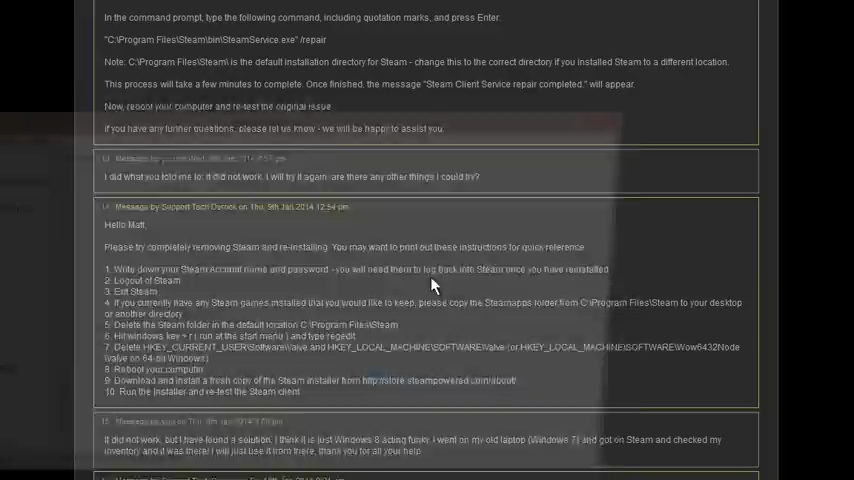 In the command prompt, type the following command, including quotation marks, and press Enter:
"C:\Program Files\Steam\bin\SteamService.exe" /repair
Note: C:\Program Files\Steam\ is the default installation directory for Steam - change this to the correct directory if you installed Steam to a different location.
This process will take a few minutes to complete. Once finished, the message "Steam Client Service repair completed." will appear.
Now, reboot your computer and re-test the original issue
If you have any further questions, please let us know - we will be happy to assist you.
Message by you on
I did what you told me to. It did not work. I will try it again. are there any other things I could try?
14 Message by Support Tech Derrick on Thu, 9th Jan 2014 12:54 pm
Hello Matt,
Please try completely removing Steam and re-installing. You may want to print out these instructions for quick reference
1. Write down your Steam Account name and password - you will need them to log back into Steam once you have reinstalled
2. Logout of Steam
3. Exit Steam
4. If you currently have any Steam games installed that you would like to keep, please copy the Steamapps folder from C:\Program Files\Steam to your desktop
or another directory
5. Delete the Steam folder in the default location C:\Program Files\Steam
6. Hit windows key + r ( run at the start menu ) and type regedit
7. Delete HKEY_CURRENT_USER\Software\Valve and HKEY_LOCAL_MACHINE\SOFTWARE\Valve (or HKEY_LOCAL_MACHINE\SOFTWARE\Wow6432Node
\Valve on 64-bit Windows)
8. Reboot your computer
9. Download and install a fresh copy of the Steam installer from http://store.steampowered.com/about/
10. Run the installer and re-test the Steam client
15 Message by you on Thu, 9th Jan 2014
It did not work, but I have found a solution. I think it is just Windows 8 acting funky. I went on my old laptop (Windows 7) and got on Steam and checked my
inventory and it was there! I will just use it from there, thank you for all your help